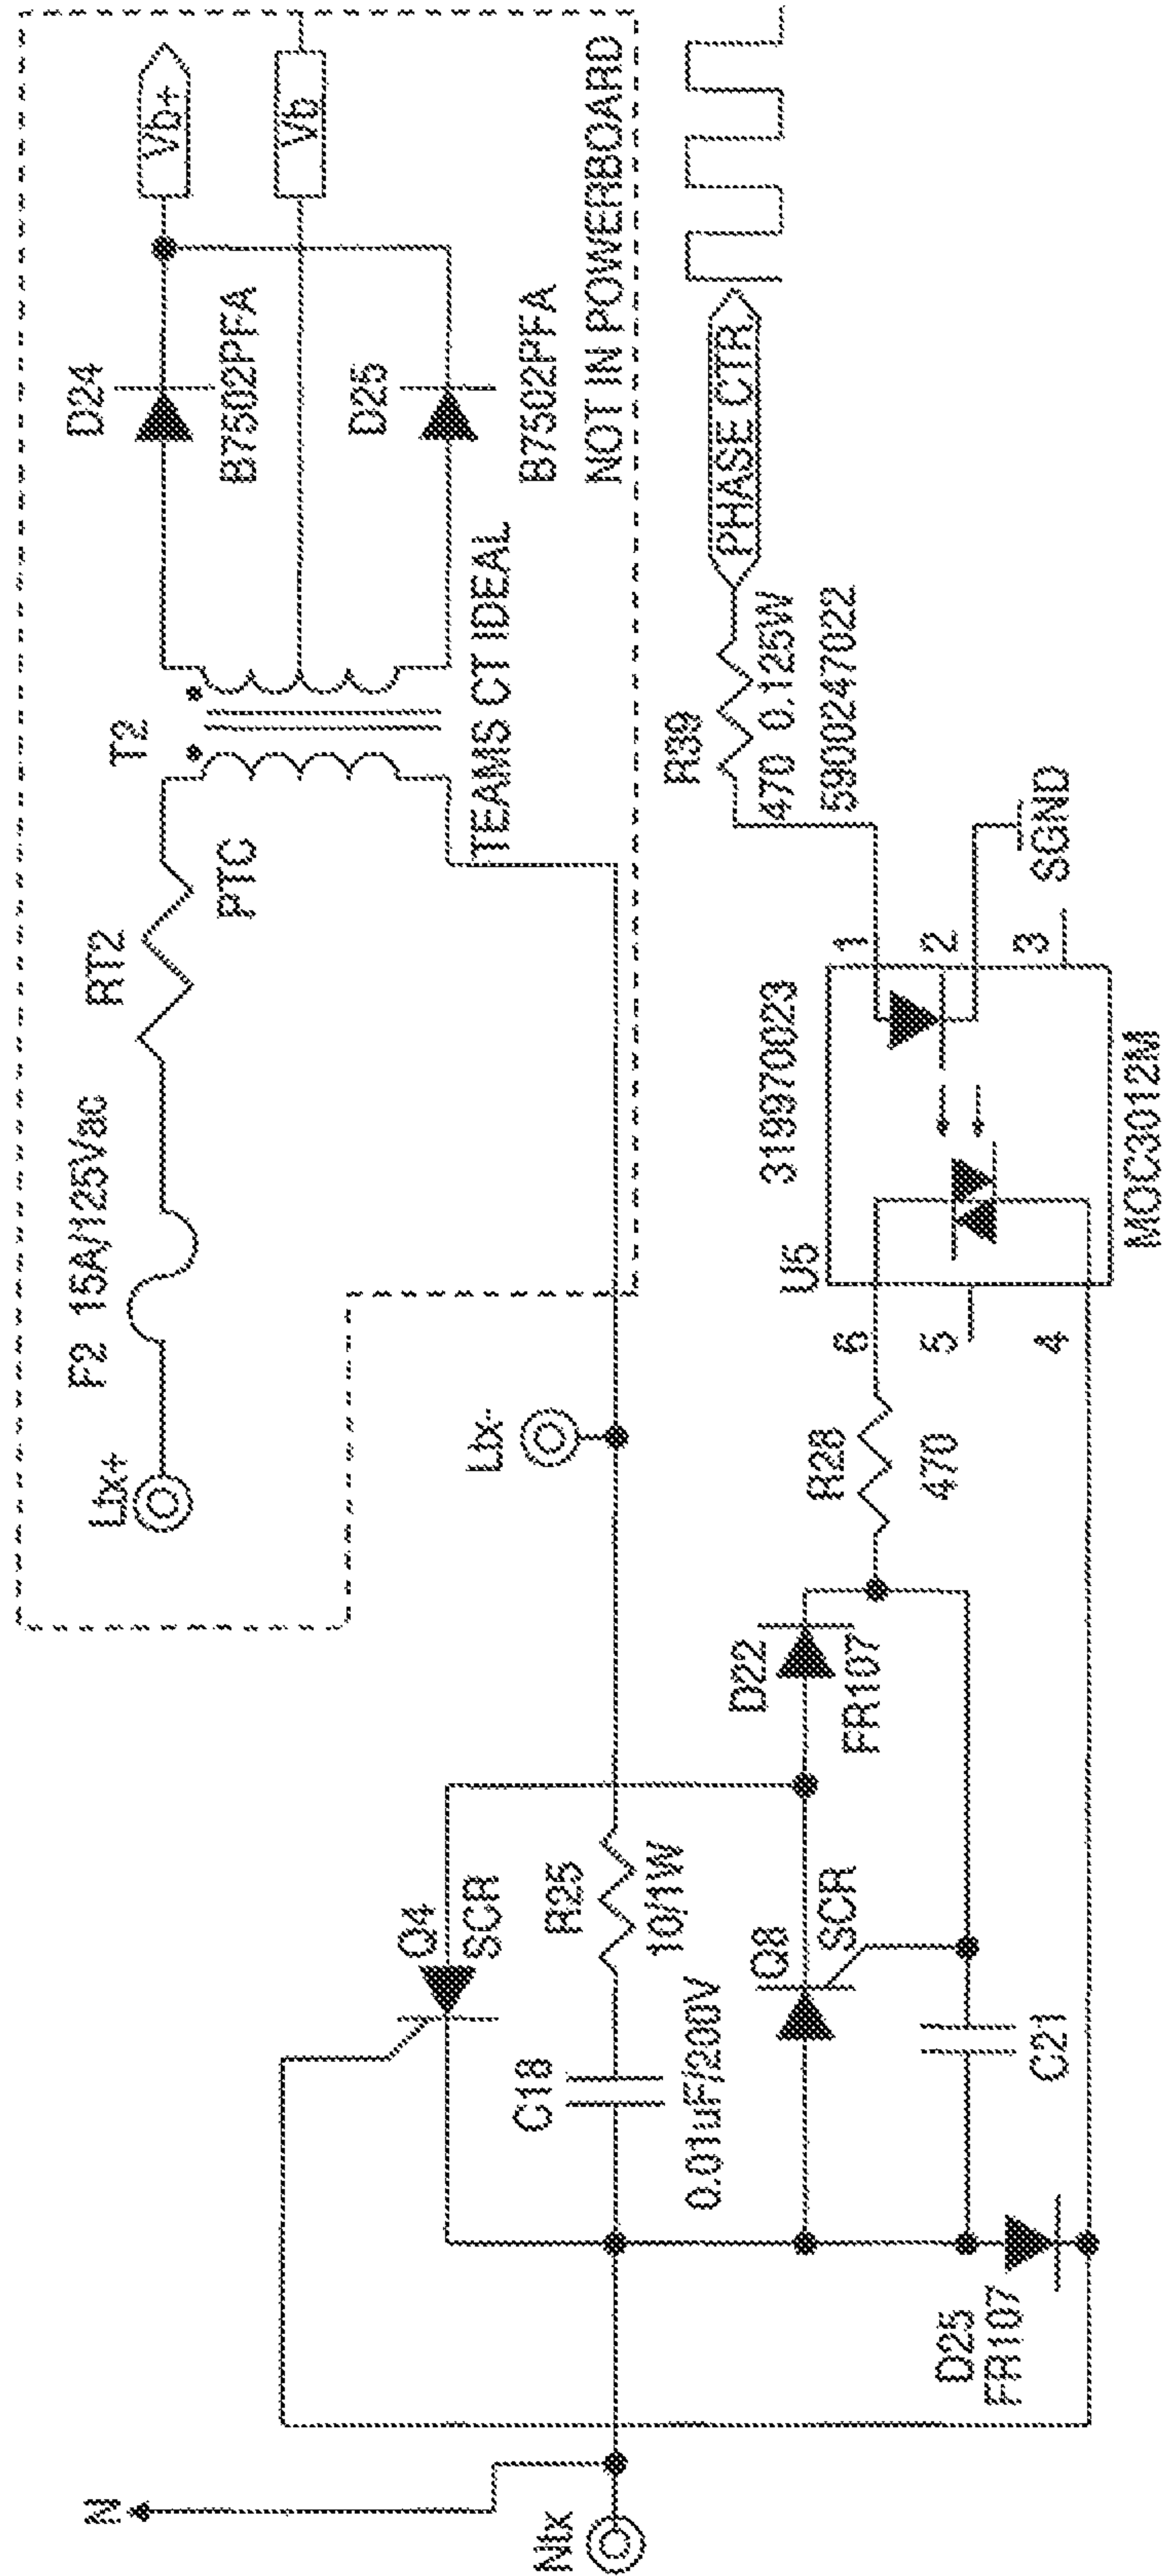 N
Ntx
Ltx+
F2 15A/125Vac
RT2
PTC
T2
TEAMS CT IDEAL
D24
B7502PFA
D25
B7502PFA
Vb+
Vb
NOT IN POWERBOARD
Ltx-
Q4
SCR
C18
0.01uF/200V
R25
10/1W
Q8
SCR
D22
FR107
C21
D25
FR107
R28
470
6
5
4
U5
319970023
MOC3012M
1
2
3
SGND
R39
470 0.125W
5900247022
PHASE CTR.